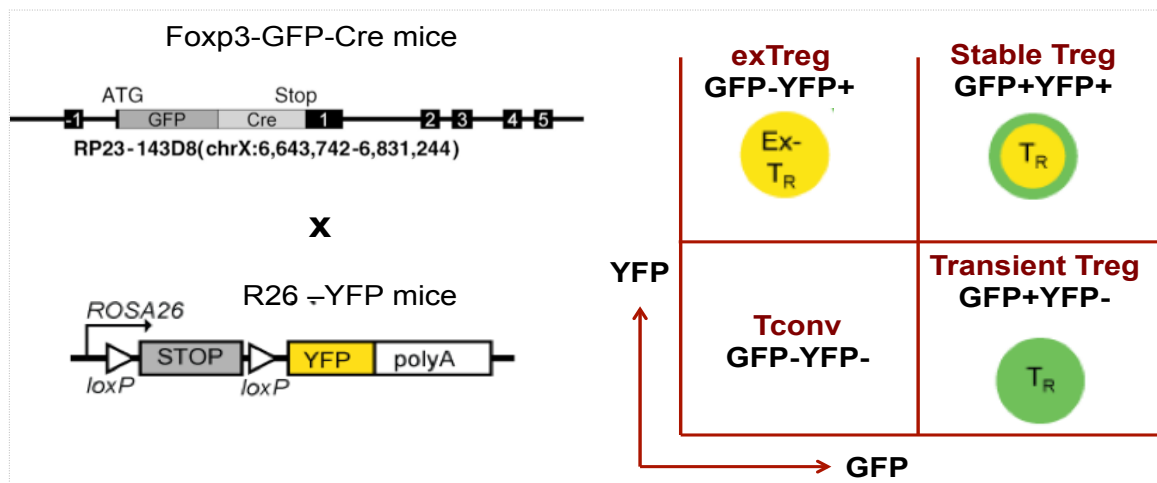 Foxp3-GFP-Cre mice
ATG
Stop
-1
GFP
Cre
1
2
3
4
5
RP23-143D8(chrX:6,643,742-6,831,244)
x
R26 –YFP mice
ROSA26
STOP
YFP
polyA
loxP
loxP
exTreg
GFP-YFP+
Ex-
TR
Stable Treg
GFP+YFP+
TR
YFP
Tconv
GFP-YFP-
Transient Treg
GFP+YFP-
TR
GFP